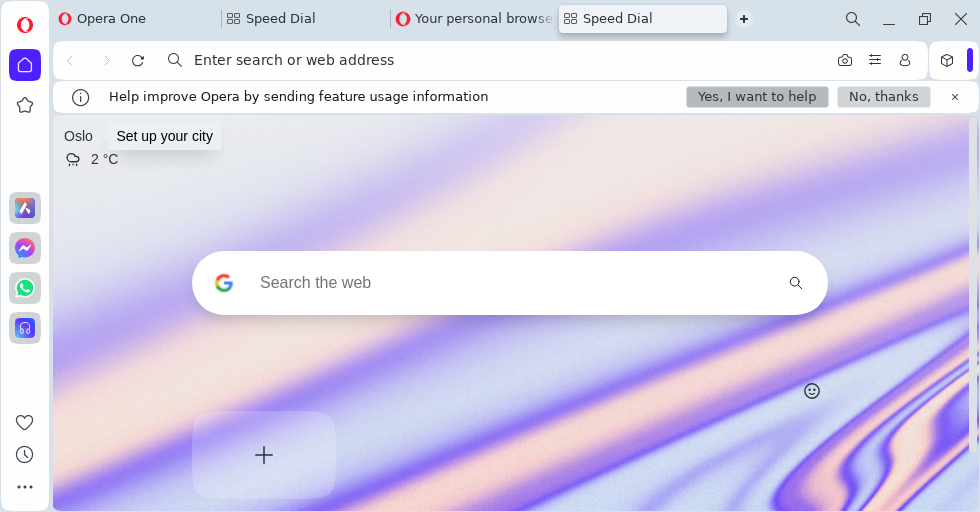 Opera One
Speed Dial
Your personal browse
Speed Dial
Enter search or web address
Help improve Opera by sending feature usage information
Yes, I want to help
No, thanks
Oslo
Set up your city
2 °C
Search the web